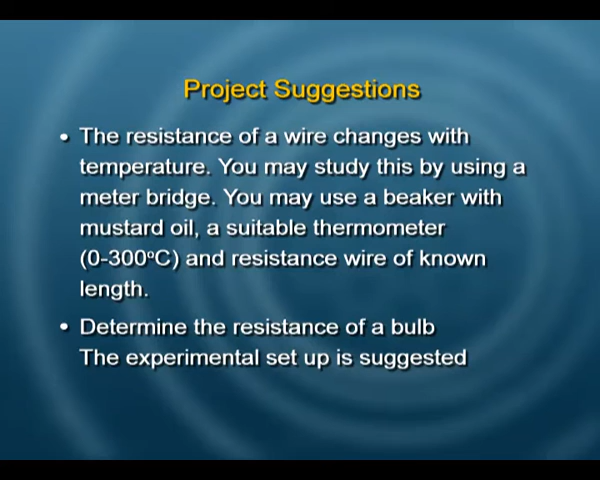 Project Suggestions
• The resistance of a wire changes with
temperature. You may study this by using a
meter bridge. You may use a beaker with
mustard oil, a suitable thermometer
(0-300°C) and resistance wire of known
length.
• Determine the resistance of a bulb
The experimental set up is suggested